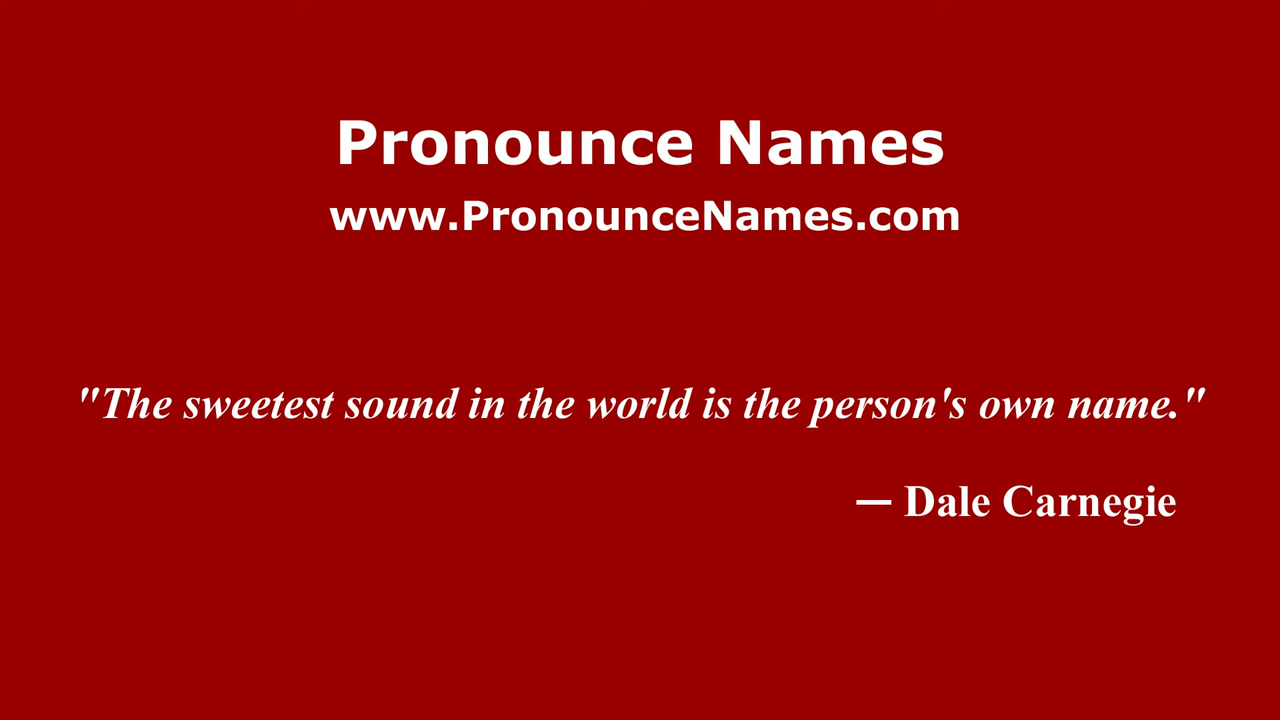 Pronounce Names
www.PronounceNames.com
"The sweetest sound in the world is the person's own name."
— Dale Carnegie